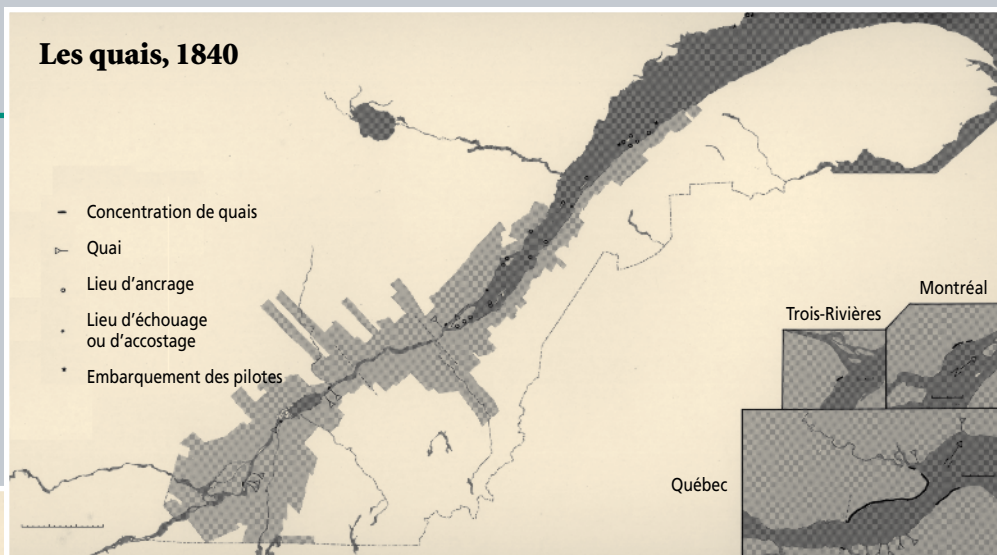 Les quais, 1840
Concentration de quais
Quai
Lieu d'ancrage
Lieu d'échouage
ou d'accostage
Embarquement des pilotes
Montréal
Trois-Rivières
Québec